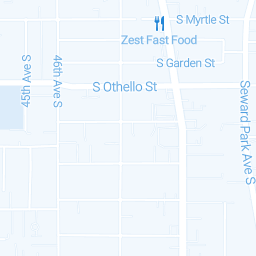 S Myrtle St
Zest Fast Food
S Garden St
S Othello St
45th Ave S
46th Ave S
Seward Park Ave S